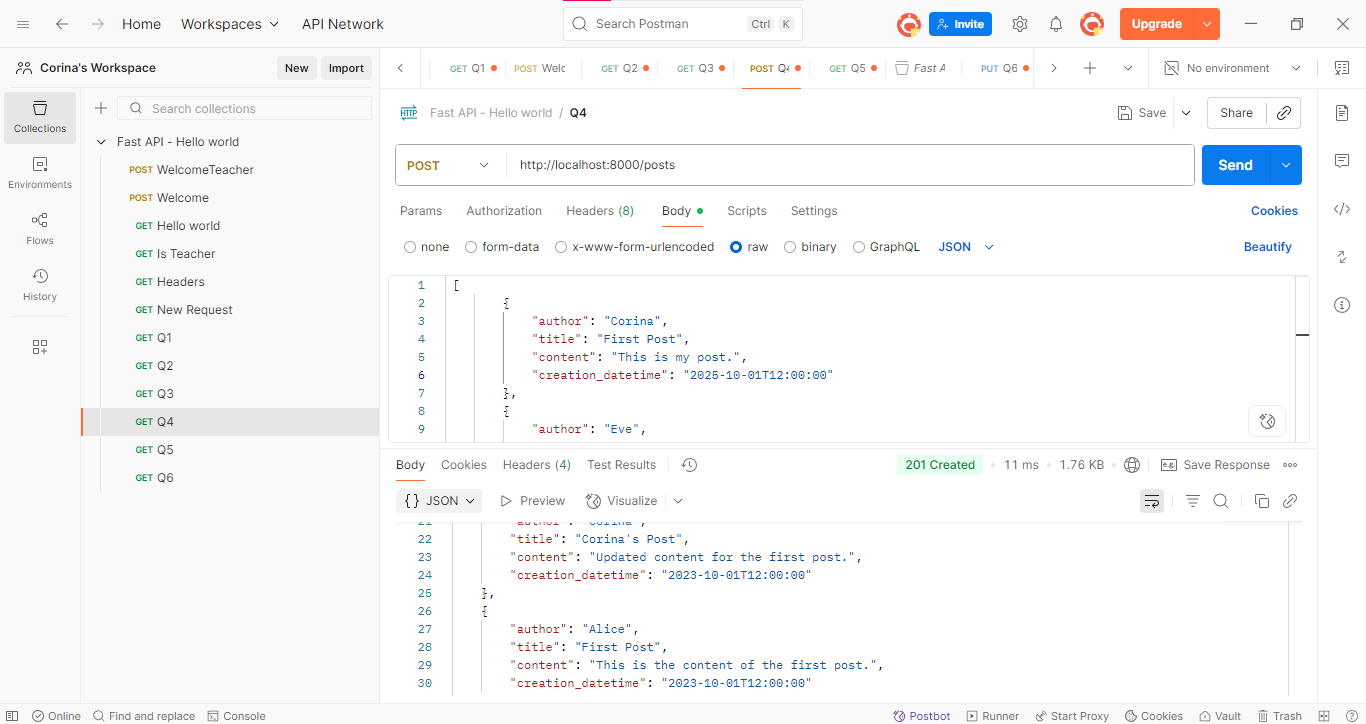 Home Workspaces API Network Search Postman Ctrl K Invite Upgrade
Corina's Workspace New Import
GET Q1 POST Welc GET Q2 GET Q3 POST Q4 GET Q5 Fast A PUT Q6 No environment
Collections
Environments
Flows
History
Search collections
Fast API - Hello world
POST WelcomeTeacher
POST Welcome
GET Hello world
GET Is Teacher
GET Headers
GET New Request
GET Q1
GET Q2
GET Q3
GET Q4
GET Q5
GET Q6
HTTP Fast API - Hello world / Q4 Save Share
POST http://localhost:8000/posts Send
Params Authorization Headers (8) Body Scripts Settings Cookies
none form-data x-www-form-urlencoded raw binary GraphQL JSON Beautify
1 [
2 {
3 "author": "Corina",
4 "title": "First Post",
5 "content": "This is my post.",
6 "creation_datetime": "2025-10-01T12:00:00"
7 },
8 {
9 "author": "Eve",
Body Cookies Headers (4) Test Results 201 Created 11 ms 1.76 KB e.g. Save Response
{} JSON Preview Visualize
21 "author": "Corina",
22 "title": "Corina's Post",
23 "content": "Updated content for the first post.",
24 "creation_datetime": "2023-10-01T12:00:00"
25 },
26 {
27 "author": "Alice",
28 "title": "First Post",
29 "content": "This is the content of the first post.",
30 "creation_datetime": "2023-10-01T12:00:00"
Online Find and replace Console Postbot Runner Start Proxy Cookies Vault Trash